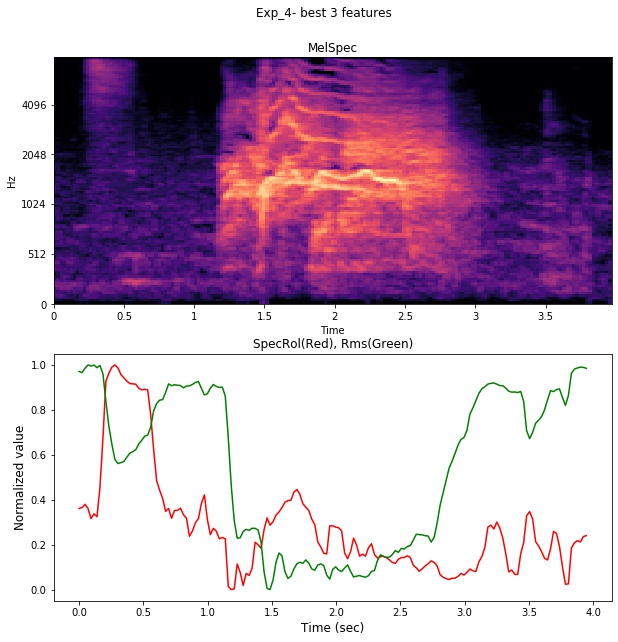 Exp_4- best 3 features
MelSpec
4096
2048
1024
512
0
Hz
0 0.5 1 1.5 2 2.5 3 3.5
Time
SpecRol(Red), Rms(Green)
1.0
0.8
0.6
0.4
0.2
0.0
Normalized value
0.0 0.5 1.0 1.5 2.0 2.5 3.0 3.5 4.0
Time (sec)